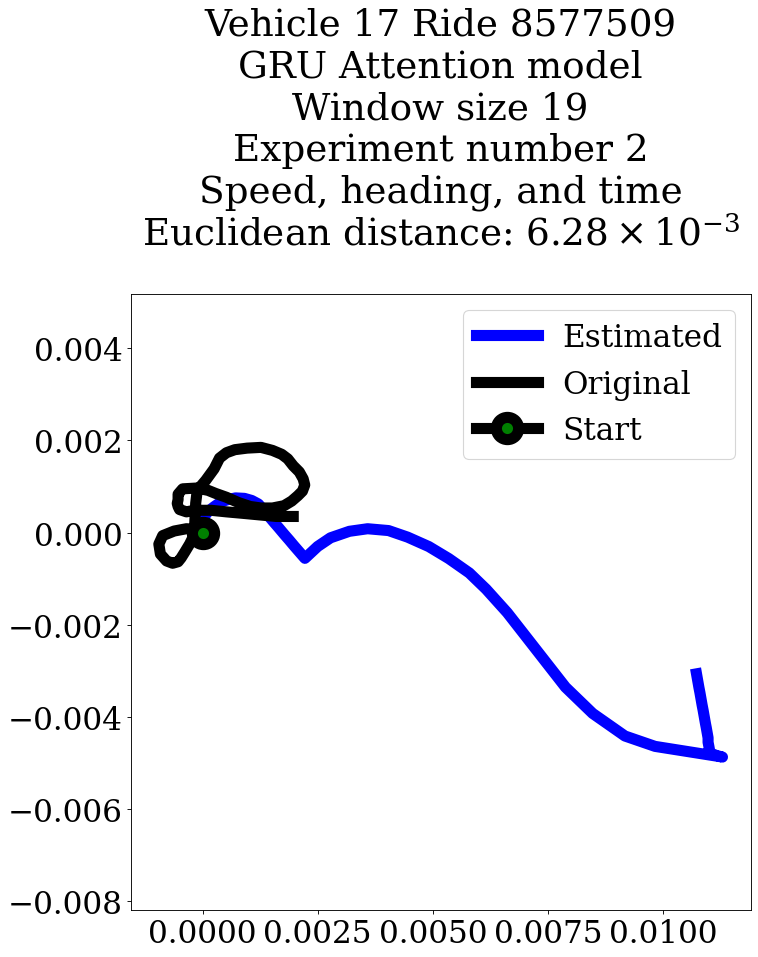 Vehicle 17 Ride 8577509
GRU Attention model
Window size 19
Experiment number 2
Speed, heading, and time
Euclidean distance: 6.28 × 10⁻³
Estimated
Original
Start
0.004
0.002
0.000
−0.002
−0.004
−0.006
−0.008
0.0000 0.0025 0.0050 0.0075 0.0100